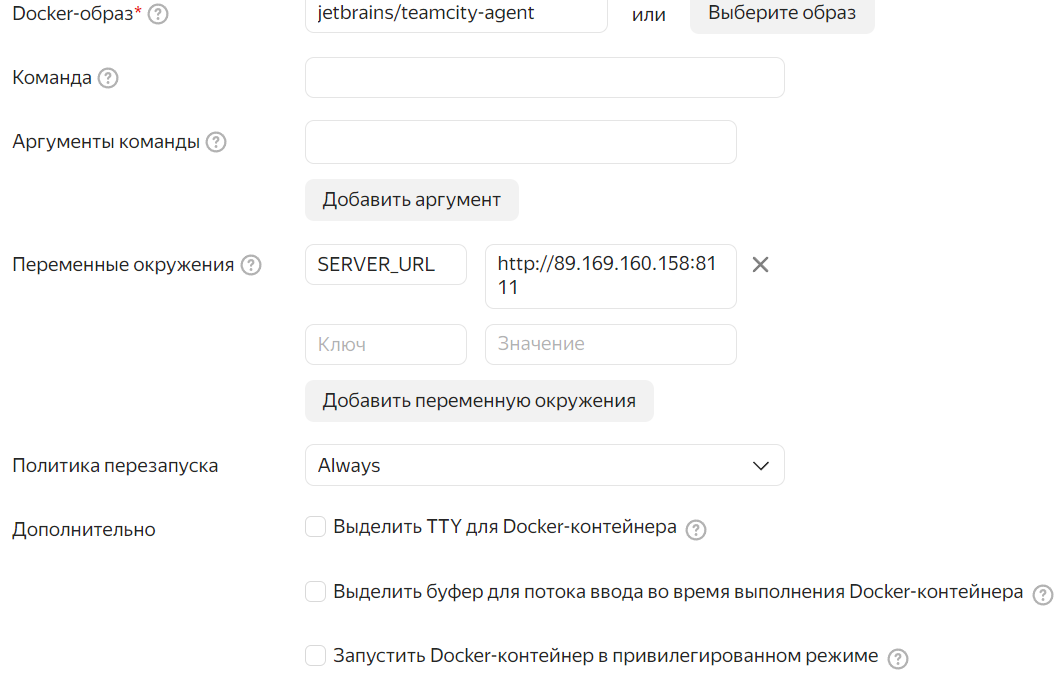 Docker-образ* ? jetbrains/teamcity-agent или Выберите образ
Команда ?
Аргументы команды ?
Добавить аргумент
Переменные окружения ? SERVER_URL http://89.169.160.158:81
11
Ключ Значение
Добавить переменную окружения
Политика перезапуска Always
Дополнительно Выделить TTY для Docker-контейнера ?
Выделить буфер для потока ввода во время выполнения Docker-контейнера ?
Запустить Docker-контейнер в привилегированном режиме ?